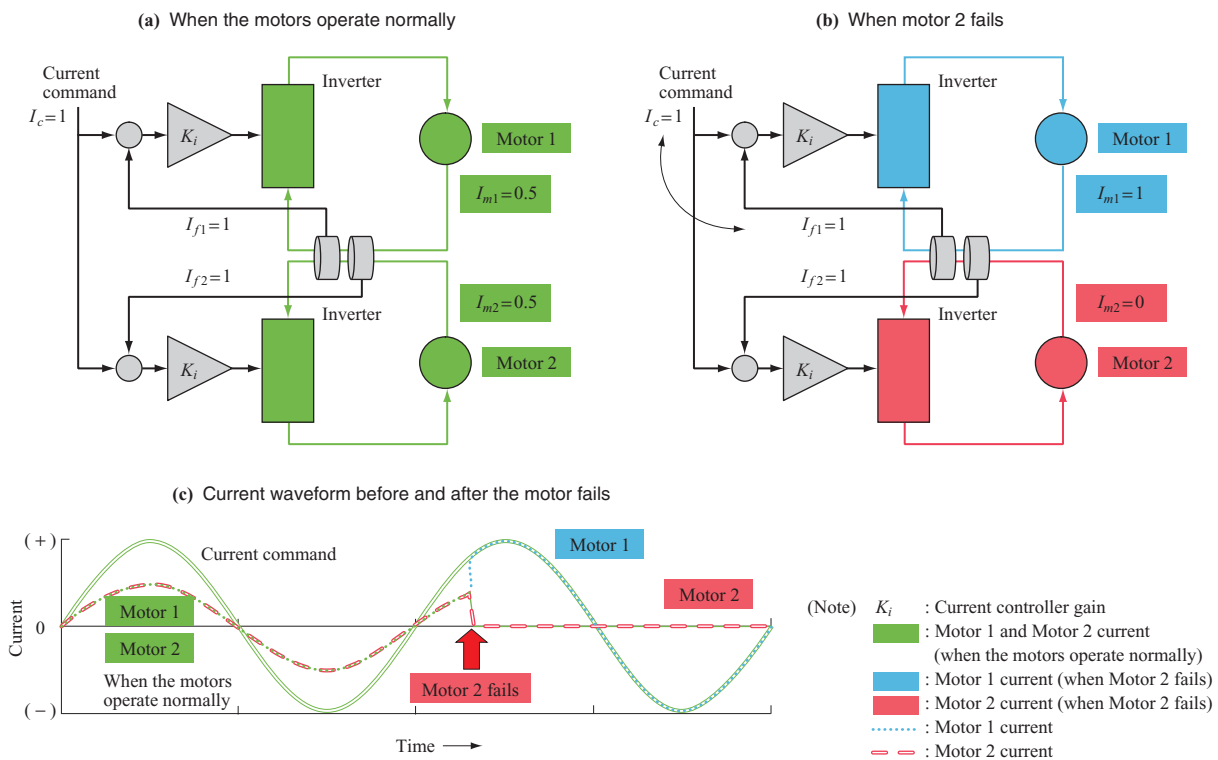 (a) When the motors operate normally
Current
command
I_c=1
K_i
Inverter
Motor 1
I_m1=0.5
I_f1=1
I_f2=1
I_m2=0.5
Inverter
K_i
Motor 2
(b) When motor 2 fails
Current
command
I_c=1
K_i
Inverter
Motor 1
I_m1=1
I_f1=1
I_f2=1
I_m2=0
Inverter
K_i
Motor 2
(c) Current waveform before and after the motor fails
Current
(+)
0
(−)
Current command
Motor 1
Motor 2
When the motors
operate normally
Motor 2 fails
Motor 1
Motor 2
Time
(Note) K_i : Current controller gain
: Motor 1 and Motor 2 current
(when the motors operate normally)
: Motor 1 current (when Motor 2 fails)
: Motor 2 current (when Motor 2 fails)
: Motor 1 current
: Motor 2 current